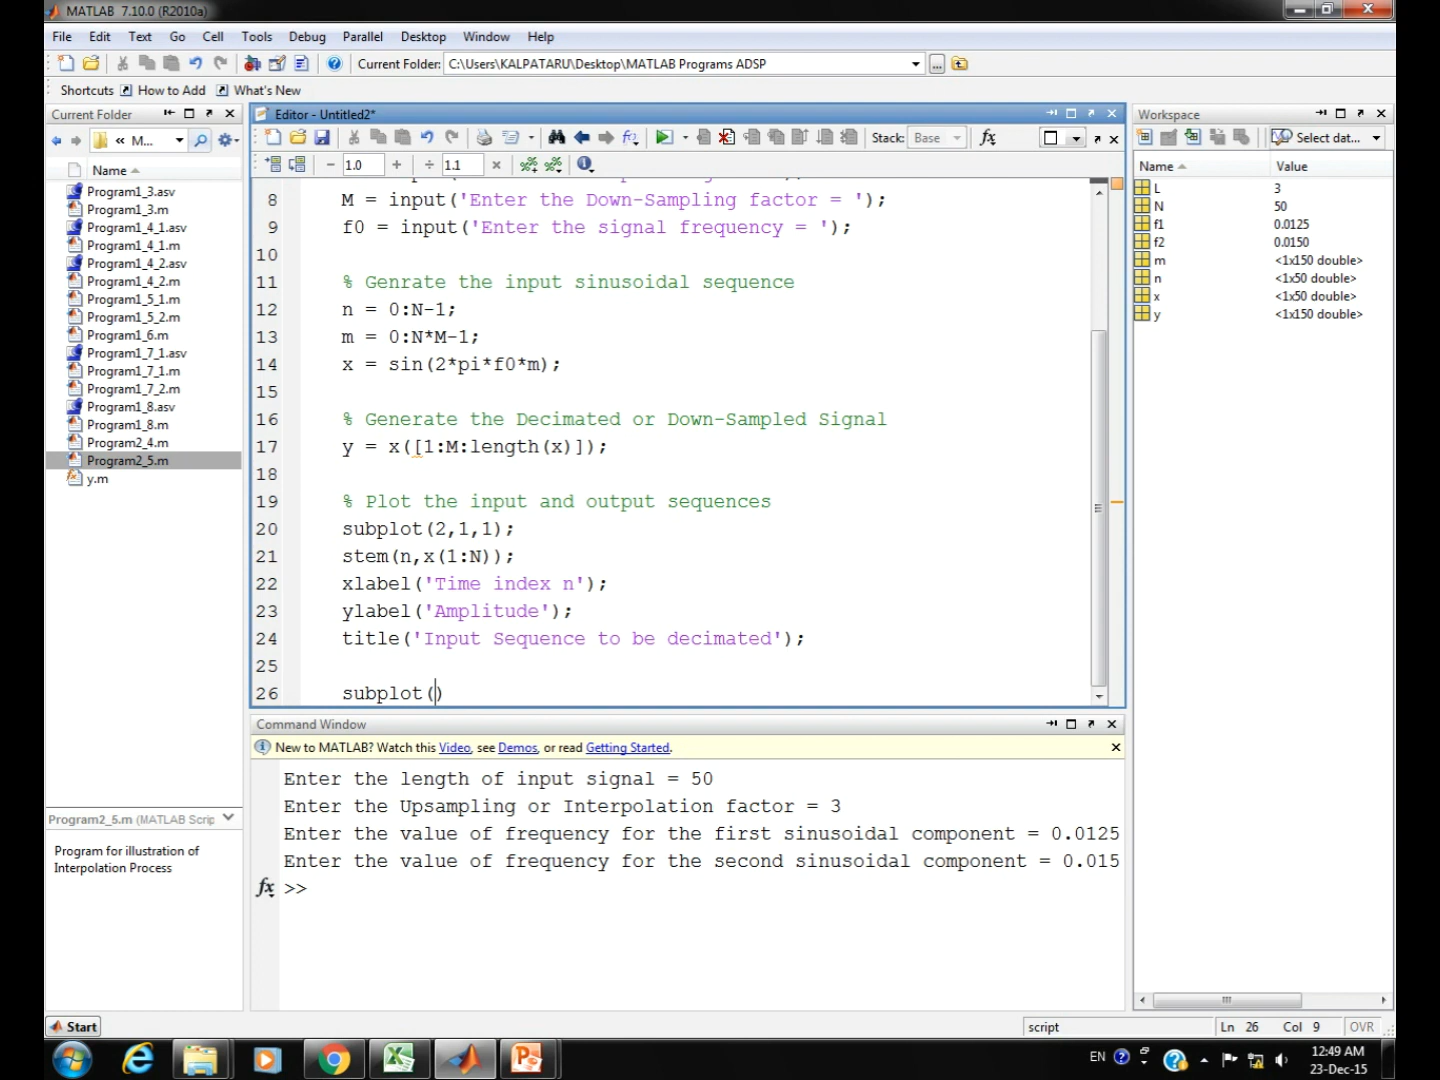 MATLAB 7.10.0 (R2010a)
File Edit Text Go Cell Tools Debug Parallel Desktop Window Help
Current Folder: C:\Users\KALPATARU\Desktop\MATLAB Programs ADSP
Shortcuts How to Add What's New
Current Folder
« M...
Name
Program1_3.asv
Program1_3.m
Program1_4_1.asv
Program1_4_1.m
Program1_4_2.asv
Program1_4_2.m
Program1_5_1.m
Program1_5_2.m
Program1_6.m
Program1_7_1.asv
Program1_7_1.m
Program1_7_2.m
Program1_8.asv
Program1_8.m
Program2_4.m
Program2_5.m
y.m
Program2_5.m (MATLAB Scrip
Program for illustration of
Interpolation Process
Editor - Untitled2*
Stack: Base fx
− 1.0 + ÷ 1.1 ×
8 M = input('Enter the Down-Sampling factor = ');
9 f0 = input('Enter the signal frequency = ');
10
11 % Genrate the input sinusoidal sequence
12 n = 0:N-1;
13 m = 0:N*M-1;
14 x = sin(2*pi*f0*m);
15
16 % Generate the Decimated or Down-Sampled Signal
17 y = x([1:M:length(x)]);
18
19 % Plot the input and output sequences
20 subplot(2,1,1);
21 stem(n,x(1:N));
22 xlabel('Time index n');
23 ylabel('Amplitude');
24 title('Input Sequence to be decimated');
25
26 subplot()
Command Window
New to MATLAB? Watch this Video, see Demos, or read Getting Started.
Enter the length of input signal = 50
Enter the Upsampling or Interpolation factor = 3
Enter the value of frequency for the first sinusoidal component = 0.0125
Enter the value of frequency for the second sinusoidal component = 0.015
fx >>
Workspace
Select dat...
Name Value
L 3
N 50
f1 0.0125
f2 0.0150
m <1x150 double>
n <1x50 double>
x <1x50 double>
y <1x150 double>
Start
script Ln 26 Col 9 OVR
EN 12:49 AM
23-Dec-15